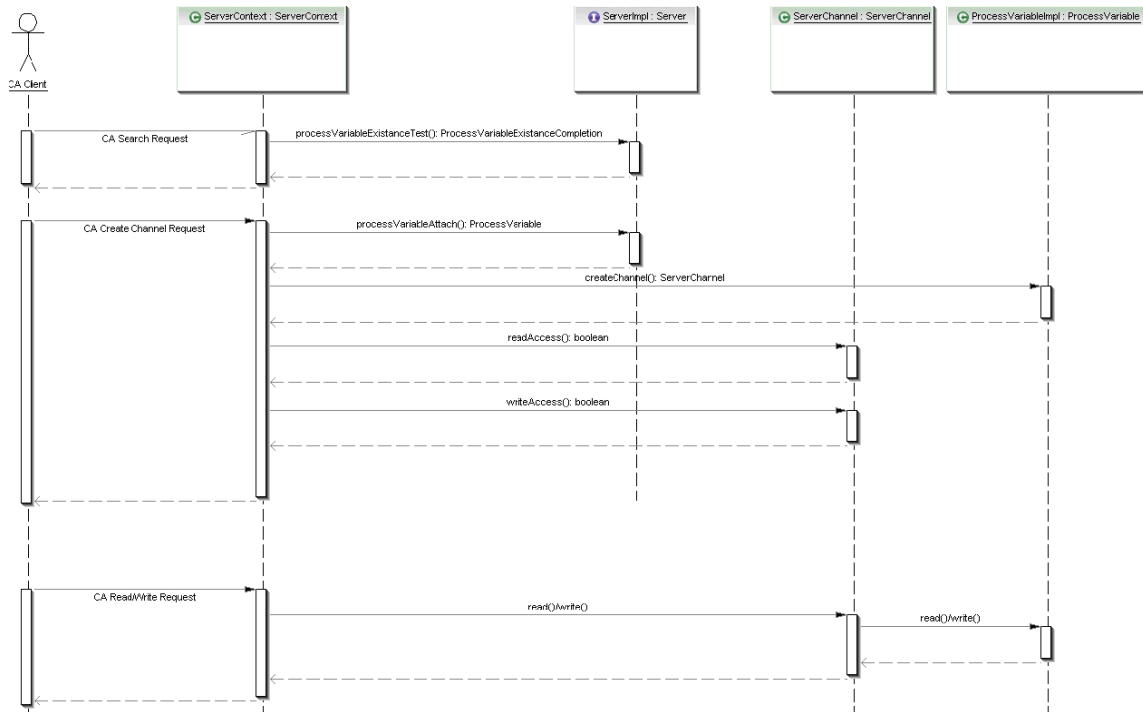 C ServerContext : ServerContext
I ServerImpl : Server
C ServerChannel : ServerChannel
C ProcessVariableImpl : ProcessVariable
CA Client
CA Search Request
processVariableExistanceTest(): ProcessVariableExistanceCompletion
CA Create Channel Request
processVariableAttach(): ProcessVariable
createChannel(): ServerChannel
readAccess(): boolean
writeAccess(): boolean
CA Read/Write Request
read()/write()
read()/write()